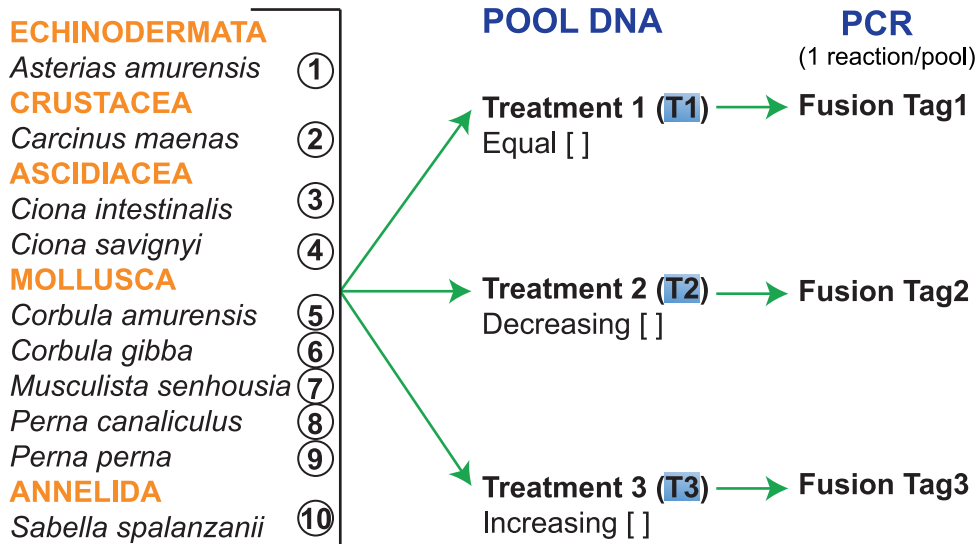 ECHINODERMATA
Asterias amurensis 1
CRUSTACEA
Carcinus maenas 2
ASCIDIACEA
Ciona intestinalis 3
Ciona savignyi 4
MOLLUSCA
Corbula amurensis 5
Corbula gibba 6
Musculista senhousia 7
Perna canaliculus 8
Perna perna 9
ANNELIDA
Sabella spalanzanii 10
POOL DNA
Treatment 1 (T1)
Equal [ ]
Treatment 2 (T2)
Decreasing [ ]
Treatment 3 (T3)
Increasing [ ]
PCR
(1 reaction/pool)
Fusion Tag1
Fusion Tag2
Fusion Tag3